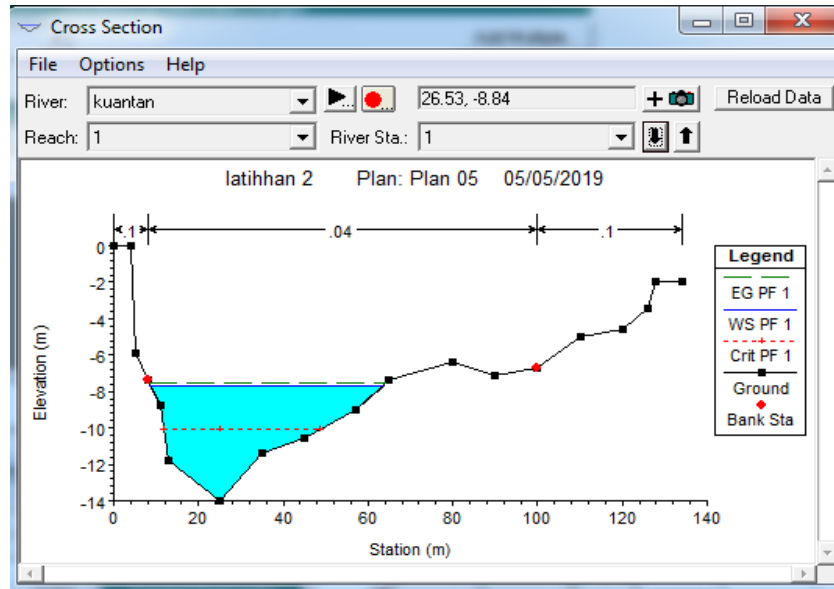 Cross Section
File Options Help
River: kuantan 26.53, -8.84 Reload Data
Reach: 1 River Sta.: 1
latihhan 2 Plan: Plan 05 05/05/2019
.1 .04 .1
Elevation (m)
0
-2
-4
-6
-8
-10
-12
-14
0 20 40 60 80 100 120 140
Station (m)
Legend
EG PF 1
WS PF 1
Crit PF 1
Ground
Bank Sta